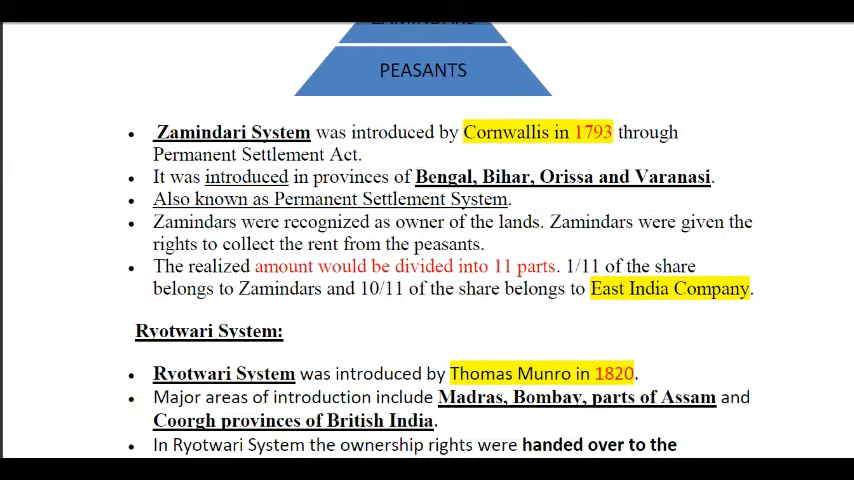 PEASANTS
• Zamindari System was introduced by Cornwallis in 1793 through
Permanent Settlement Act.
• It was introduced in provinces of Bengal, Bihar, Orissa and Varanasi.
• Also known as Permanent Settlement System.
• Zamindars were recognized as owner of the lands. Zamindars were given the
rights to collect the rent from the peasants.
• The realized amount would be divided into 11 parts. 1/11 of the share
belongs to Zamindars and 10/11 of the share belongs to East India Company.
Ryotwari System:
• Ryotwari System was introduced by Thomas Munro in 1820.
• Major areas of introduction include Madras, Bombay, parts of Assam and
Coorgh provinces of British India.
• In Ryotwari System the ownership rights were handed over to the